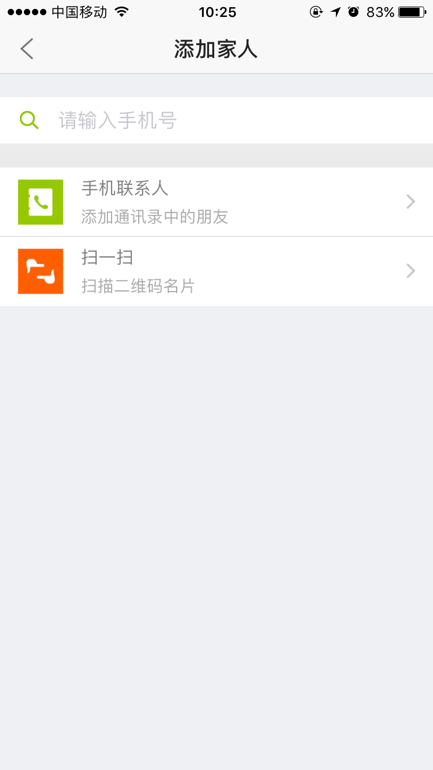 中国移动 10:25 83%
添加家人
请输入手机号
手机联系人
添加通讯录中的朋友
扫一扫
扫描二维码名片